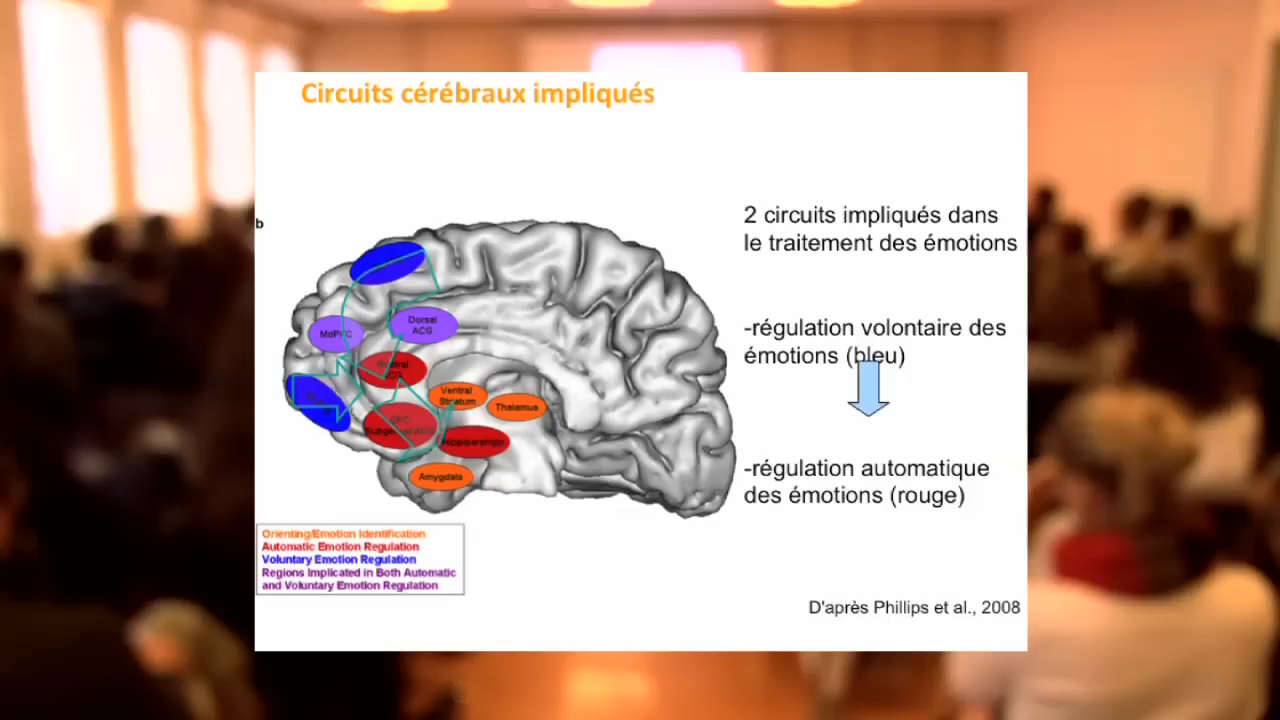 Circuits cérébraux impliqués
b
2 circuits impliqués dans
le traitement des émotions
-régulation volontaire des
émotions (bleu)
-régulation automatique
des émotions (rouge)
Dorsal
ACG
Ventral
Striatum
Thalamus
Amygdala
Orienting/Emotion Identification
Automatic Emotion Regulation
Voluntary Emotion Regulation
Regions Implicated in Both Automatic
and Voluntary Emotion Regulation
D'après Phillips et al., 2008